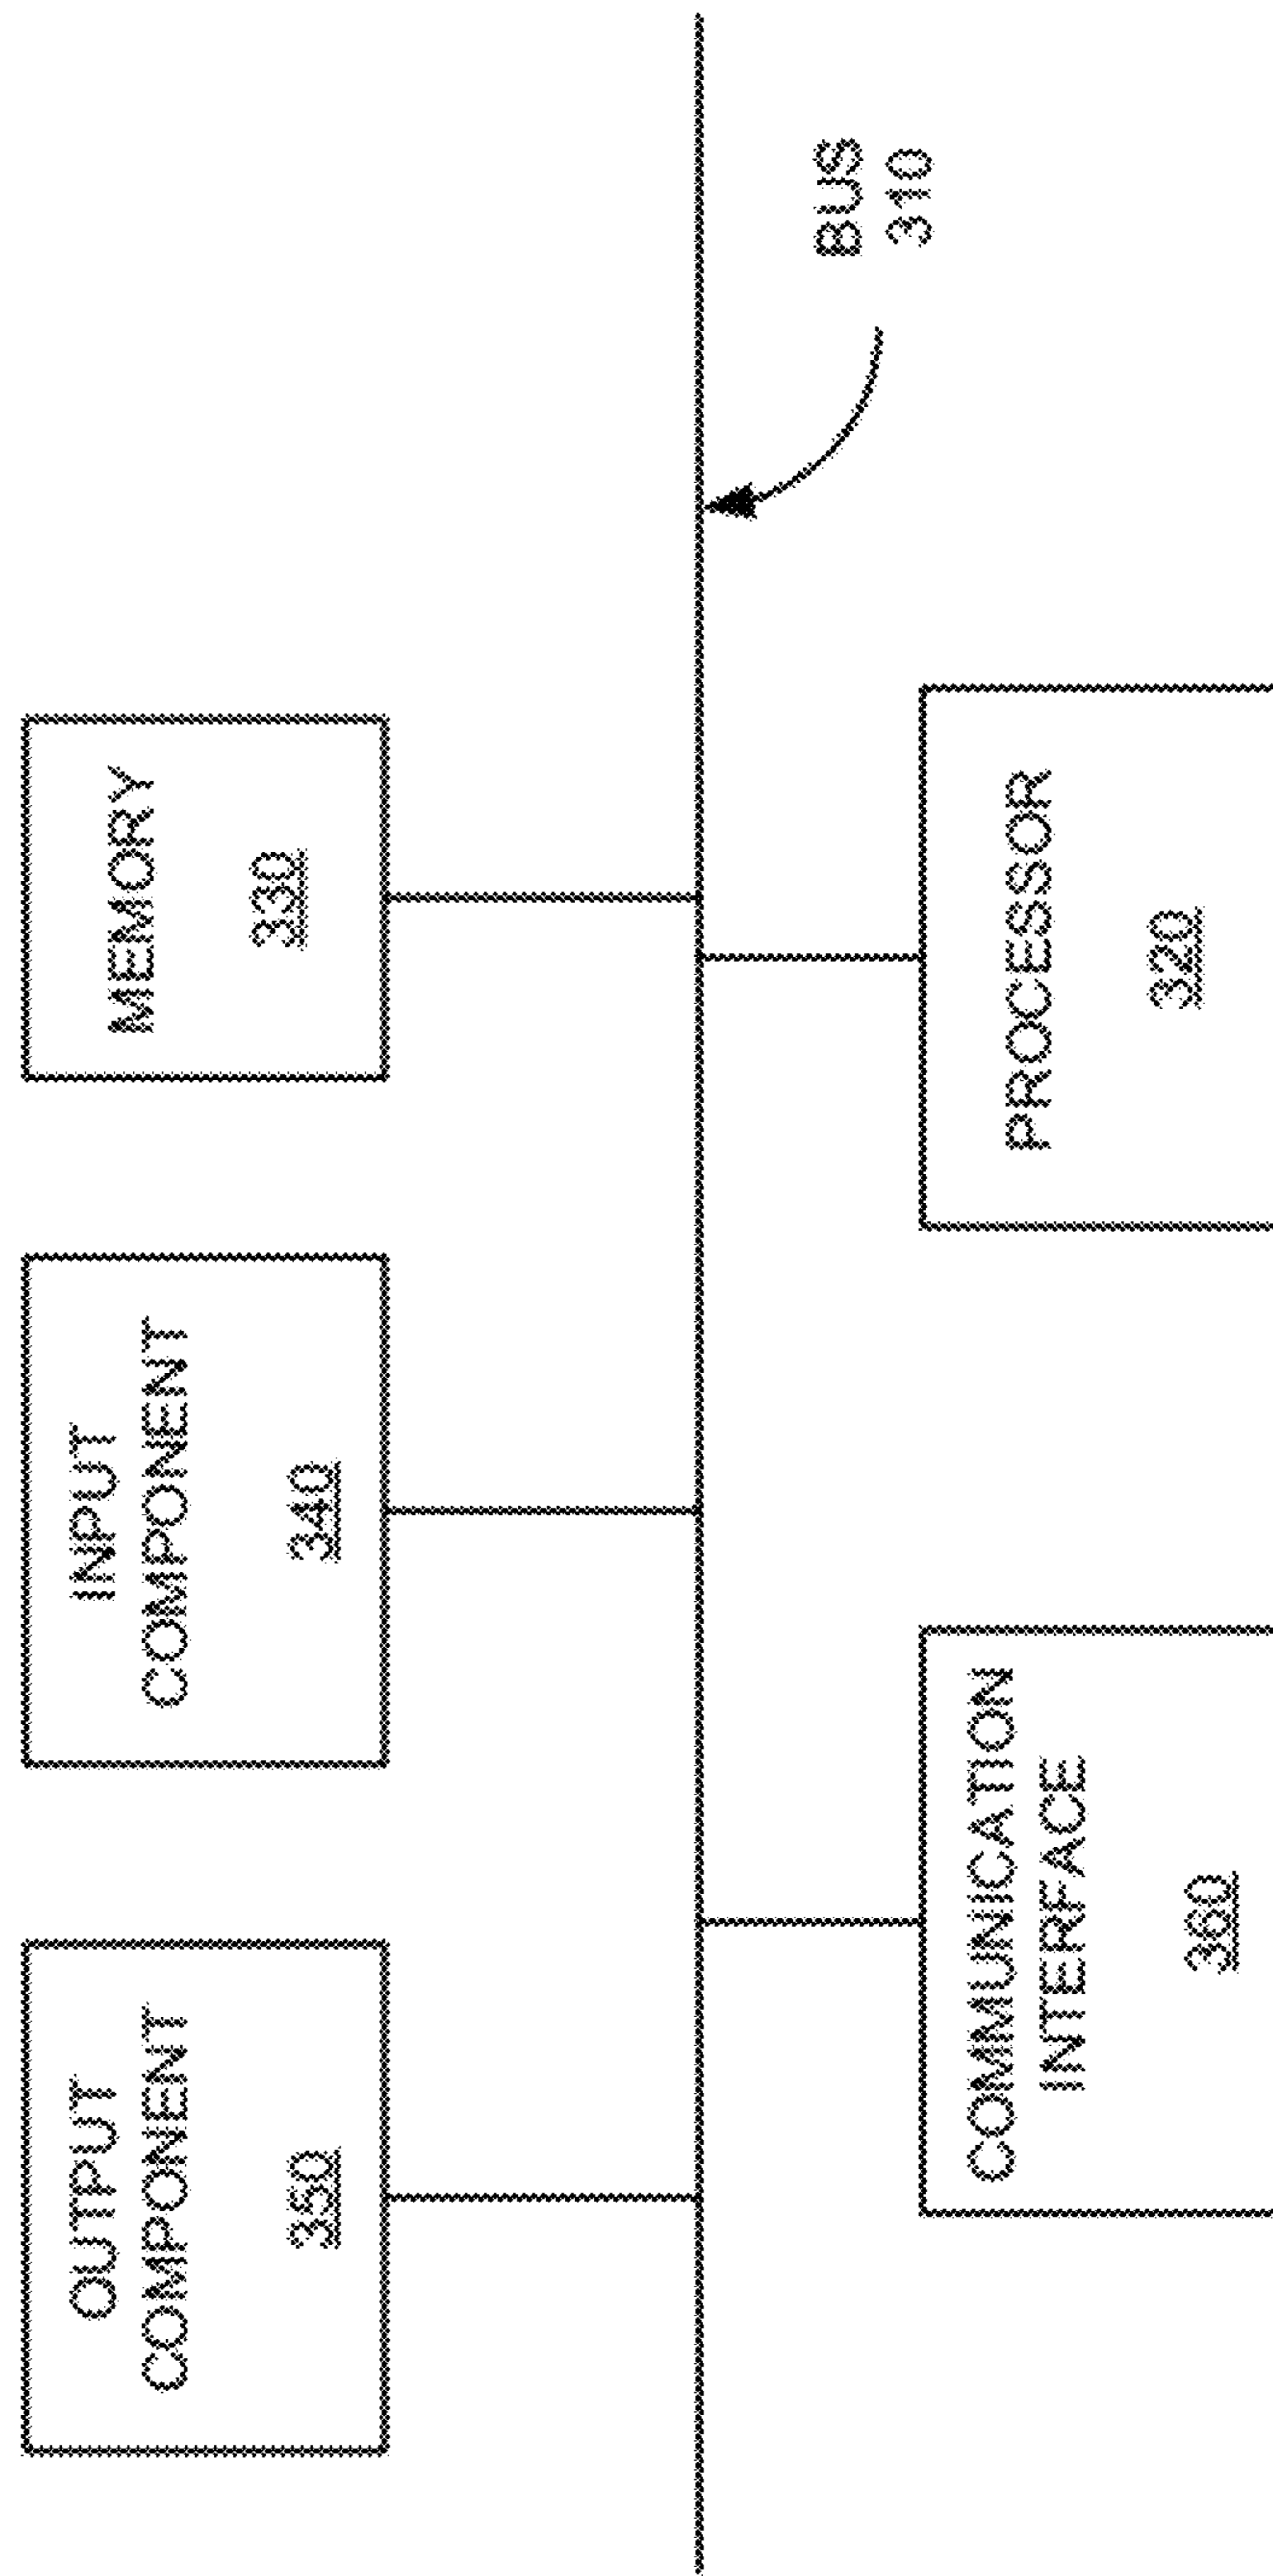 OUTPUT
COMPONENT
350
INPUT
COMPONENT
340
MEMORY
330
BUS
310
COMMUNICATION
INTERFACE
360
PROCESSOR
320